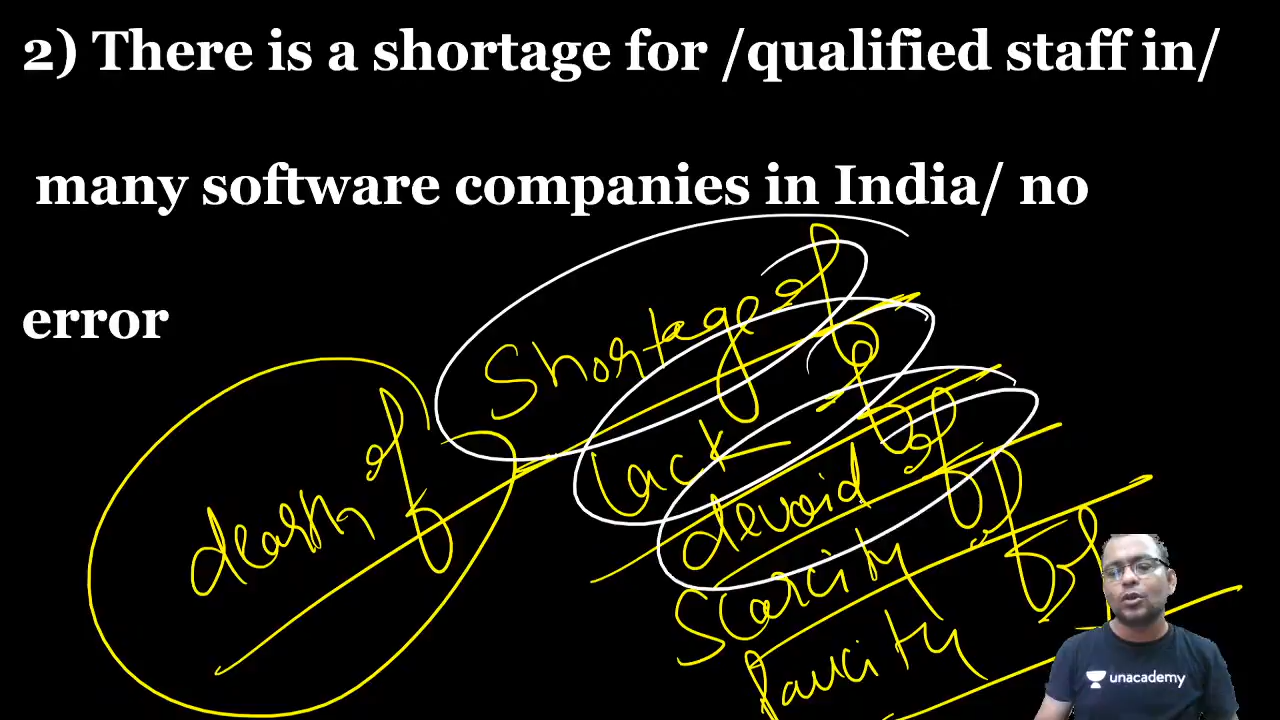 2) There is a shortage for /qualified staff in/
many software companies in India/ no
error
Shortage of
lack of
devoid of
dearth of
Scarcity of
Paucity of
unacademy